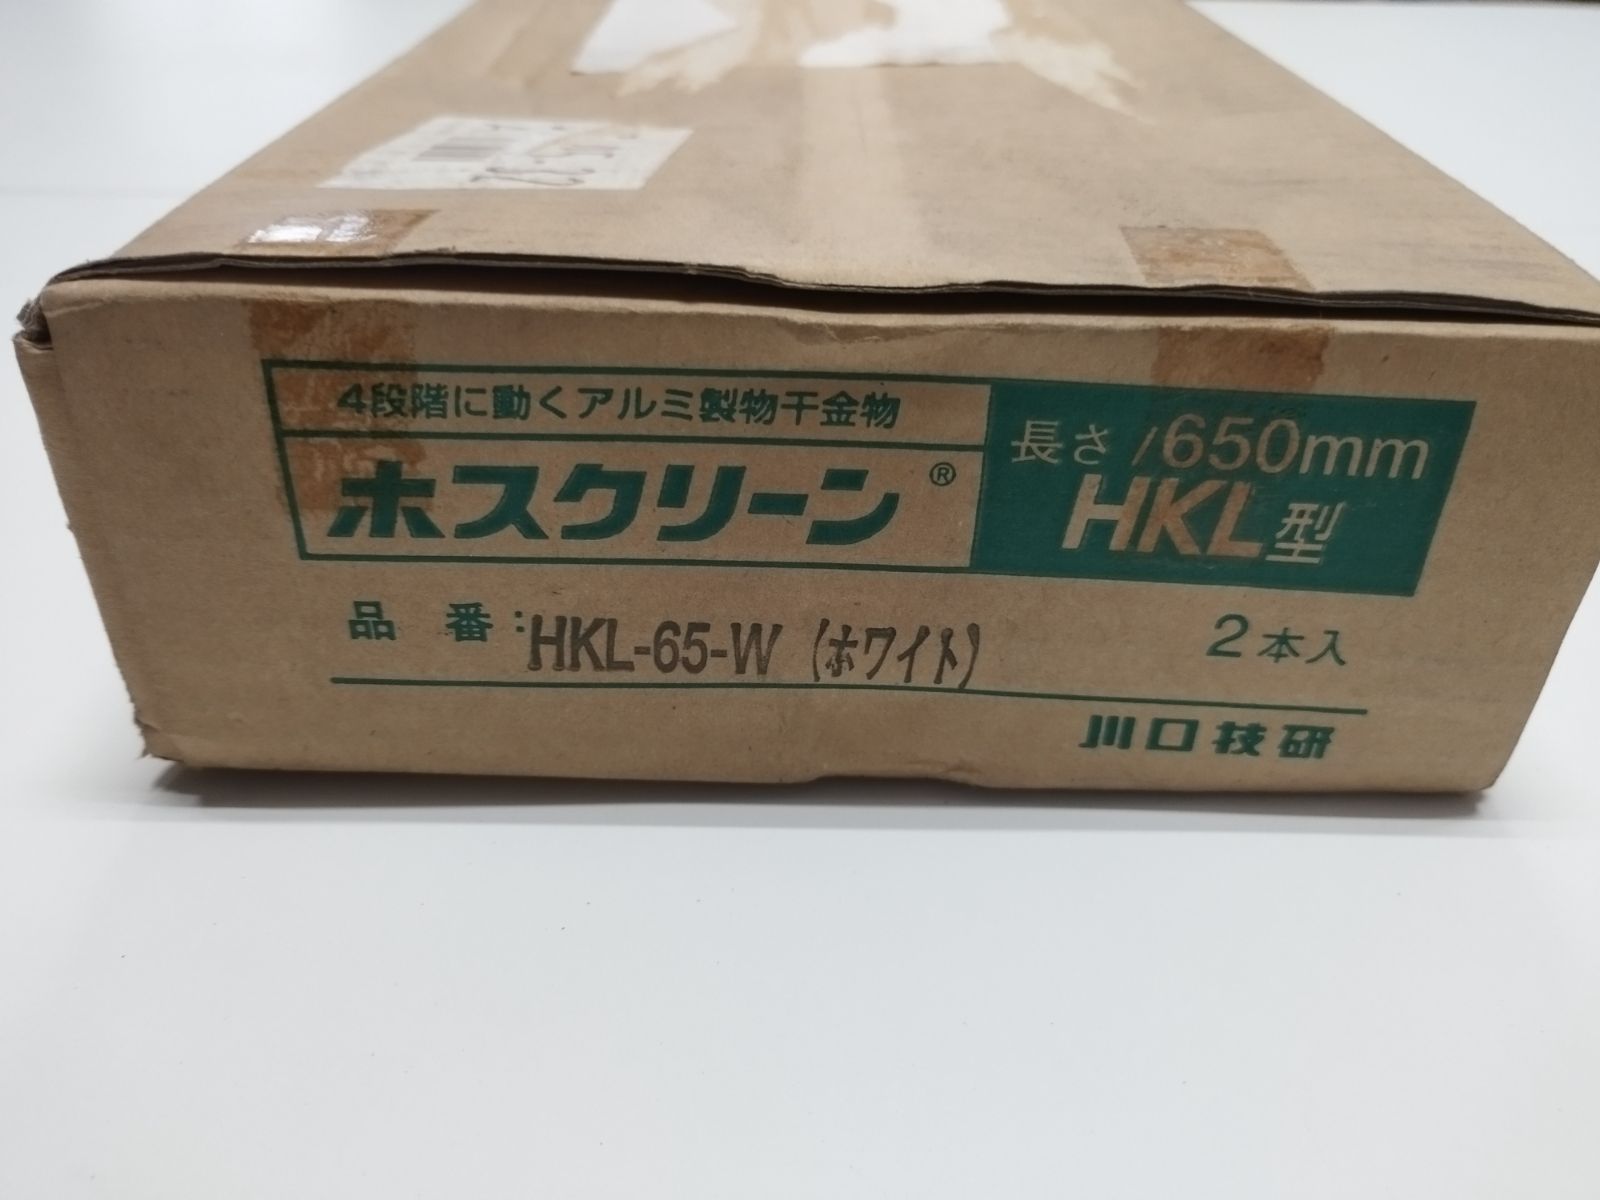 4段階に動くアルミ製物干金物
ホスクリーン®
長さ/650mm
HKL型
品番:HKL-65-W(ホワイト)
2本入
川口技研